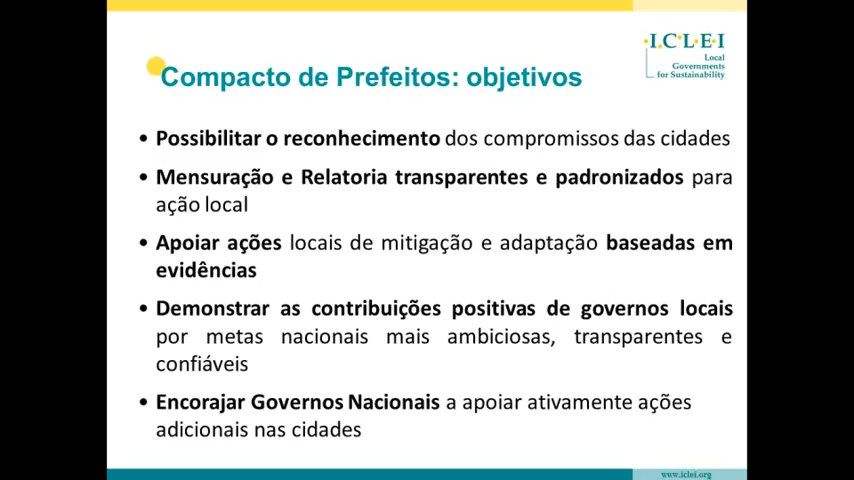 I.C.L.E.I
Local
Governments
for Sustainability
Compacto de Prefeitos: objetivos
• Possibilitar o reconhecimento dos compromissos das cidades
• Mensuração e Relatoria transparentes e padronizados para
ação local
• Apoiar ações locais de mitigação e adaptação baseadas em
evidências
• Demonstrar as contribuições positivas de governos locais
por metas nacionais mais ambiciosas, transparentes e
confiáveis
• Encorajar Governos Nacionais a apoiar ativamente ações
adicionais nas cidades
www.iclei.org